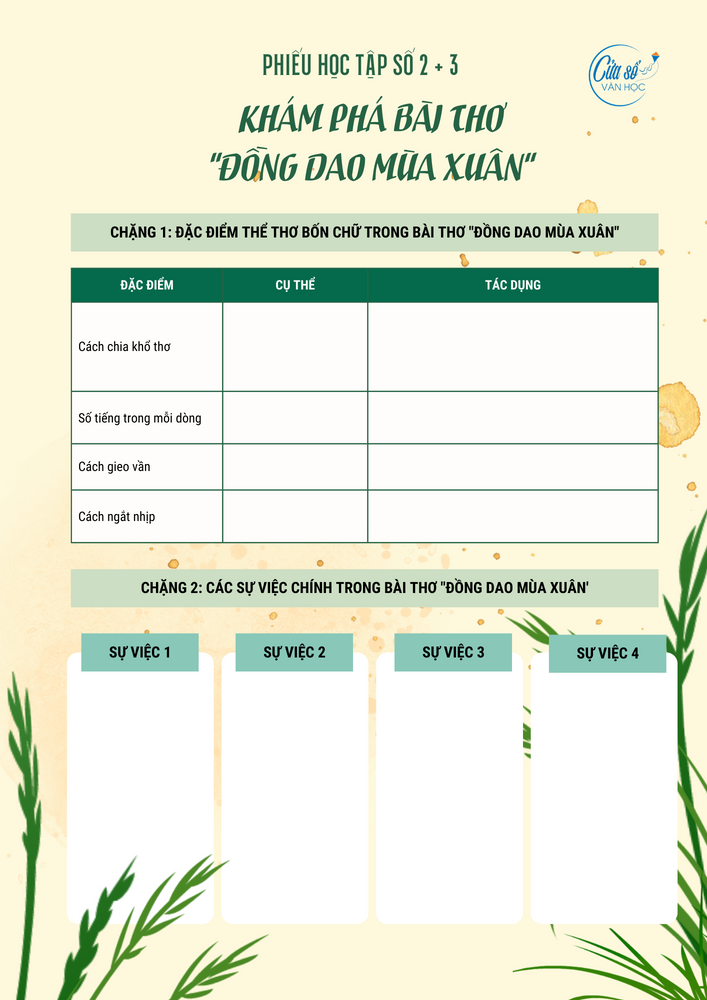 PHIẾU HỌC TẬP SỐ 2 + 3
Cửa sổ
VĂN HỌC
KHÁM PHÁ BÀI THƠ
"ĐỒNG DAO MÙA XUÂN"
CHẶNG 1: ĐẶC ĐIỂM THỂ THƠ BỐN CHỮ TRONG BÀI THƠ "ĐỒNG DAO MÙA XUÂN"
ĐẶC ĐIỂM CỤ THỂ TÁC DỤNG
Cách chia khổ thơ
Số tiếng trong mỗi dòng
Cách gieo vần
Cách ngắt nhịp
CHẶNG 2: CÁC SỰ VIỆC CHÍNH TRONG BÀI THƠ "ĐỒNG DAO MÙA XUÂN'
SỰ VIỆC 1 SỰ VIỆC 2 SỰ VIỆC 3 SỰ VIỆC 4